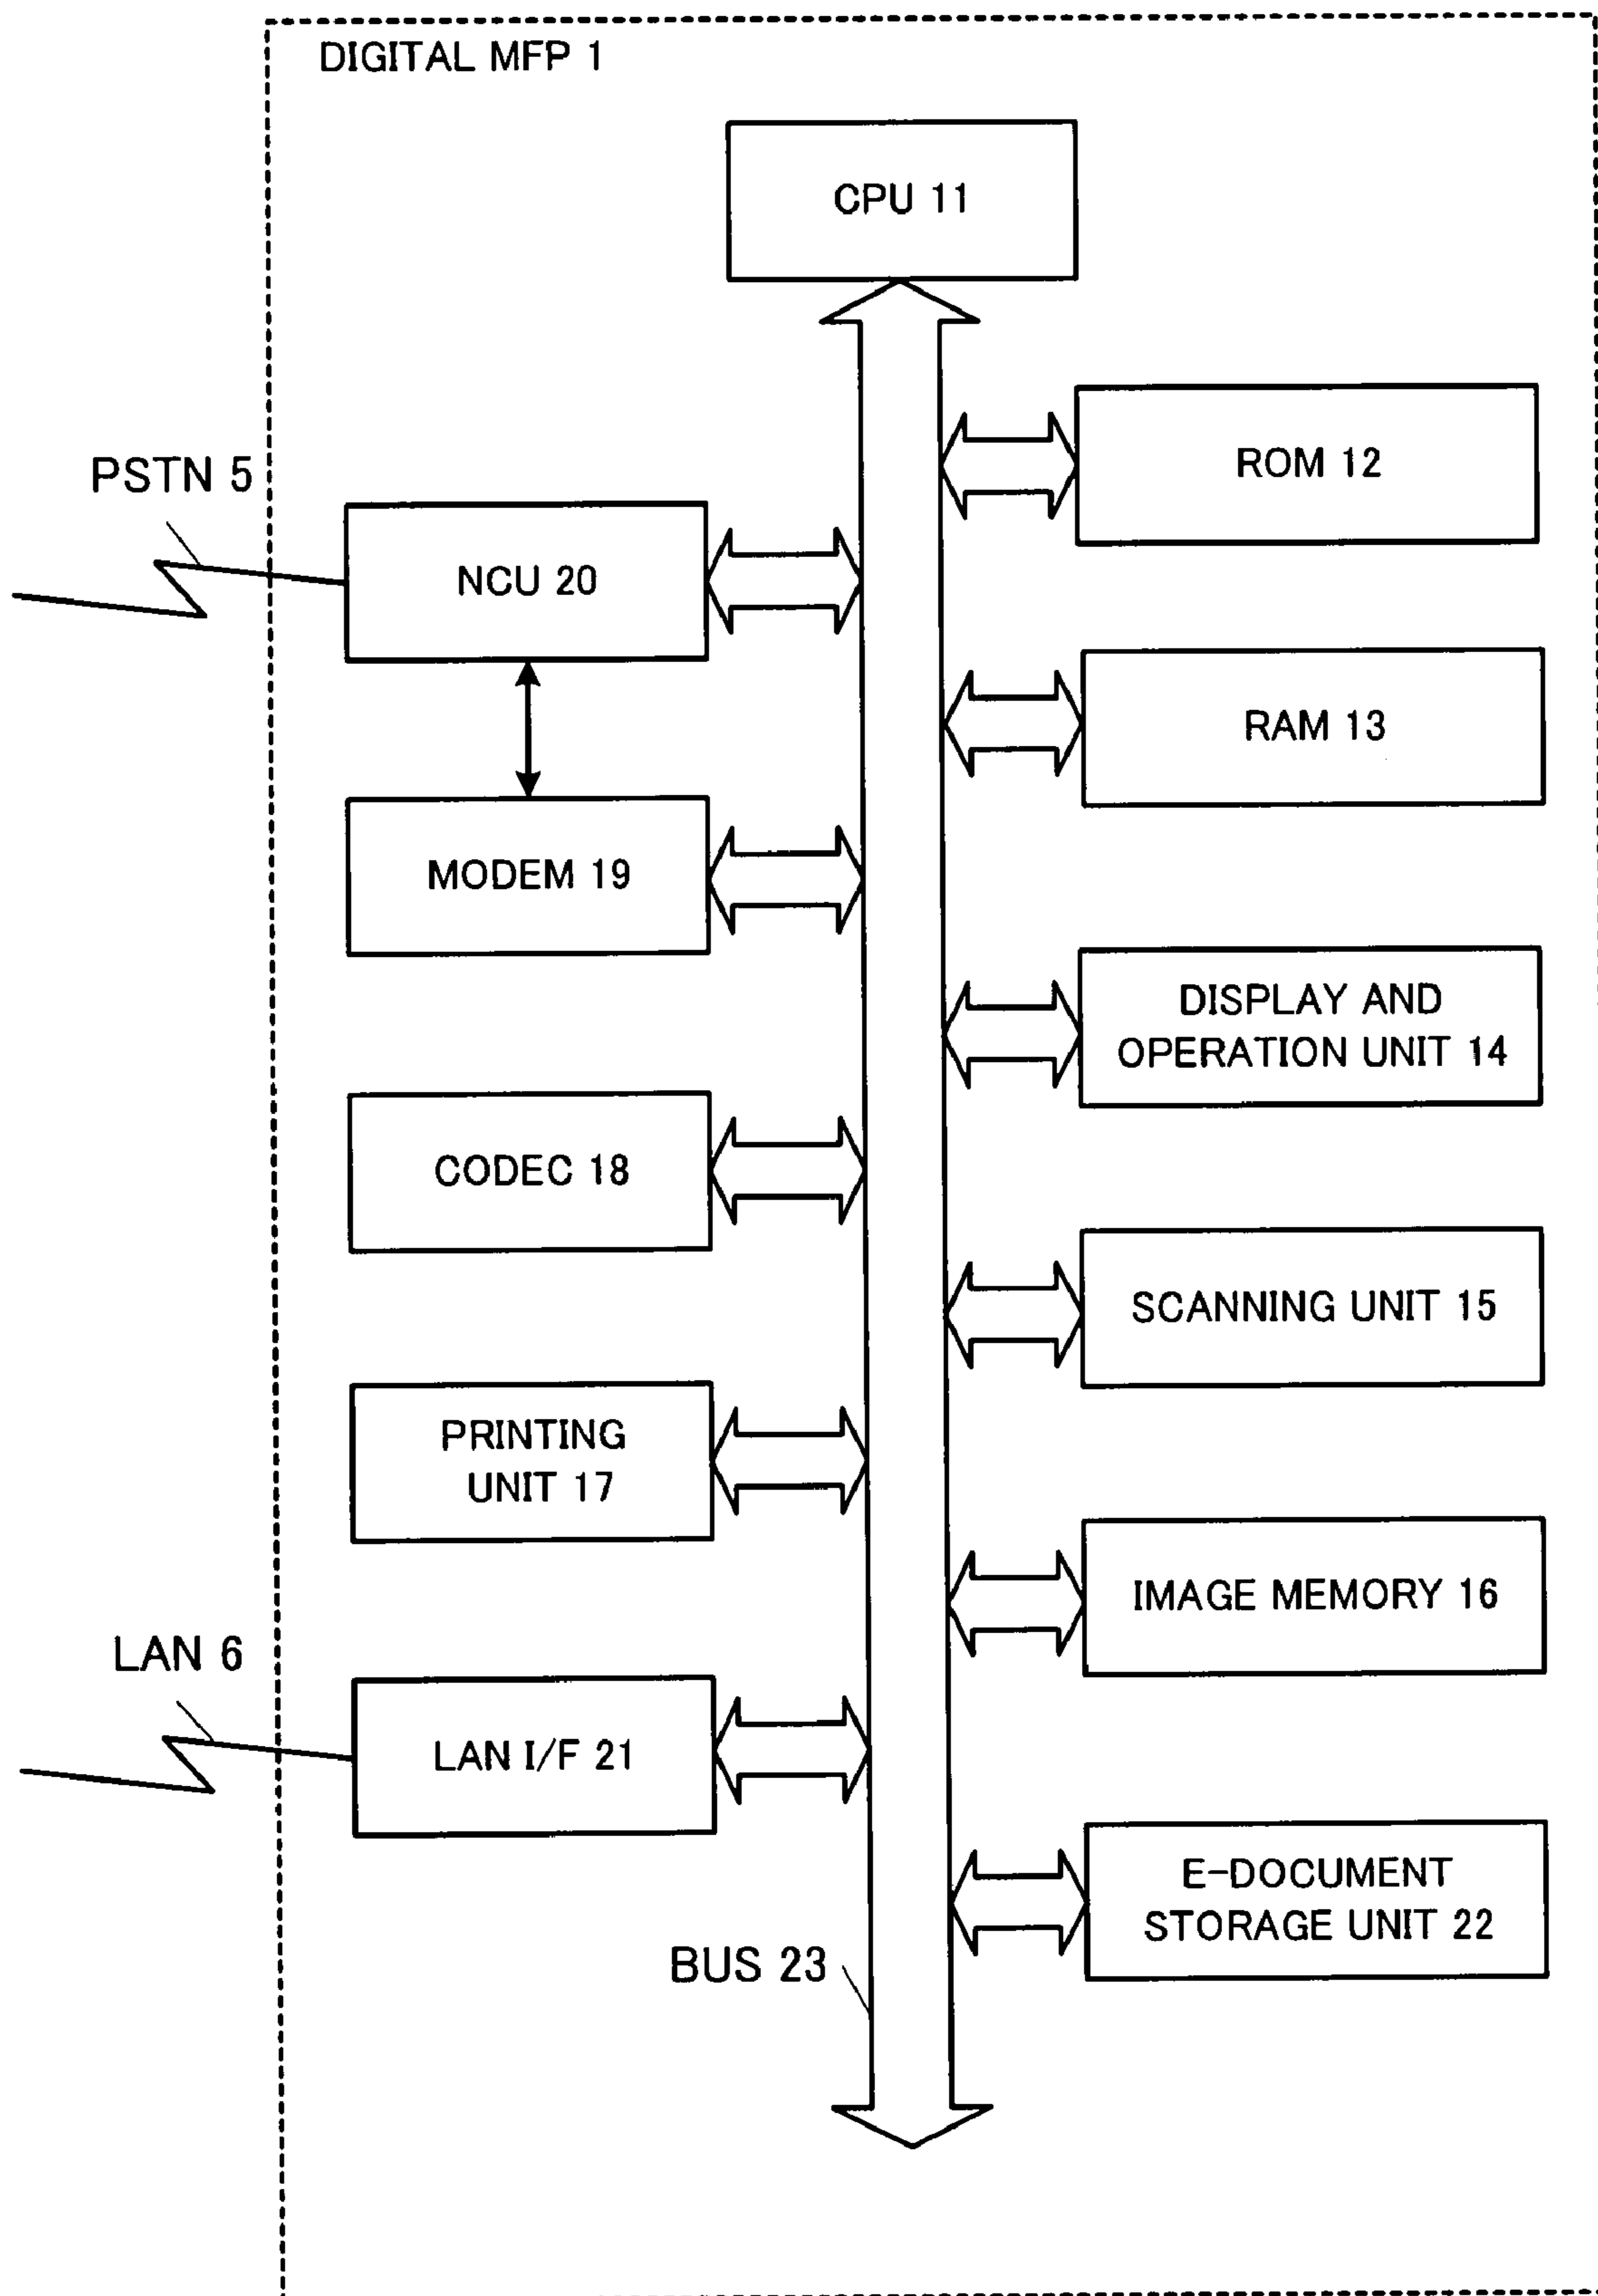 DIGITAL MFP 1
CPU 11
ROM 12
PSTN 5
NCU 20
RAM 13
MODEM 19
DISPLAY AND
OPERATION UNIT 14
CODEC 18
SCANNING UNIT 15
PRINTING
UNIT 17
IMAGE MEMORY 16
LAN 6
LAN I/F 21
E-DOCUMENT
STORAGE UNIT 22
BUS 23